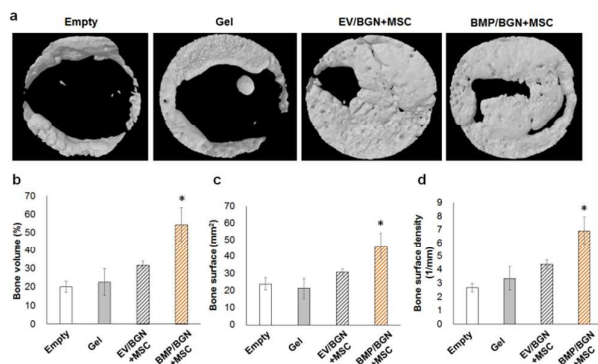 a
Empty
Gel
EV/BGN+MSC
BMP/BGN+MSC
b
Bone volume (%)
70
60
50
40
30
20
10
0
*
Empty
Gel
EV/BGN
+MSC
BMP/BGN
+MSC
c
Bone surface (mm²)
70
60
50
40
30
20
10
0
*
Empty
Gel
EV/BGN
+MSC
BMP/BGN
+MSC
d
Bone surface density
(1/mm)
9
8
7
6
5
4
3
2
1
*
Empty
Gel
EV/BGN
+MSC
BMP/BGN
+MSC